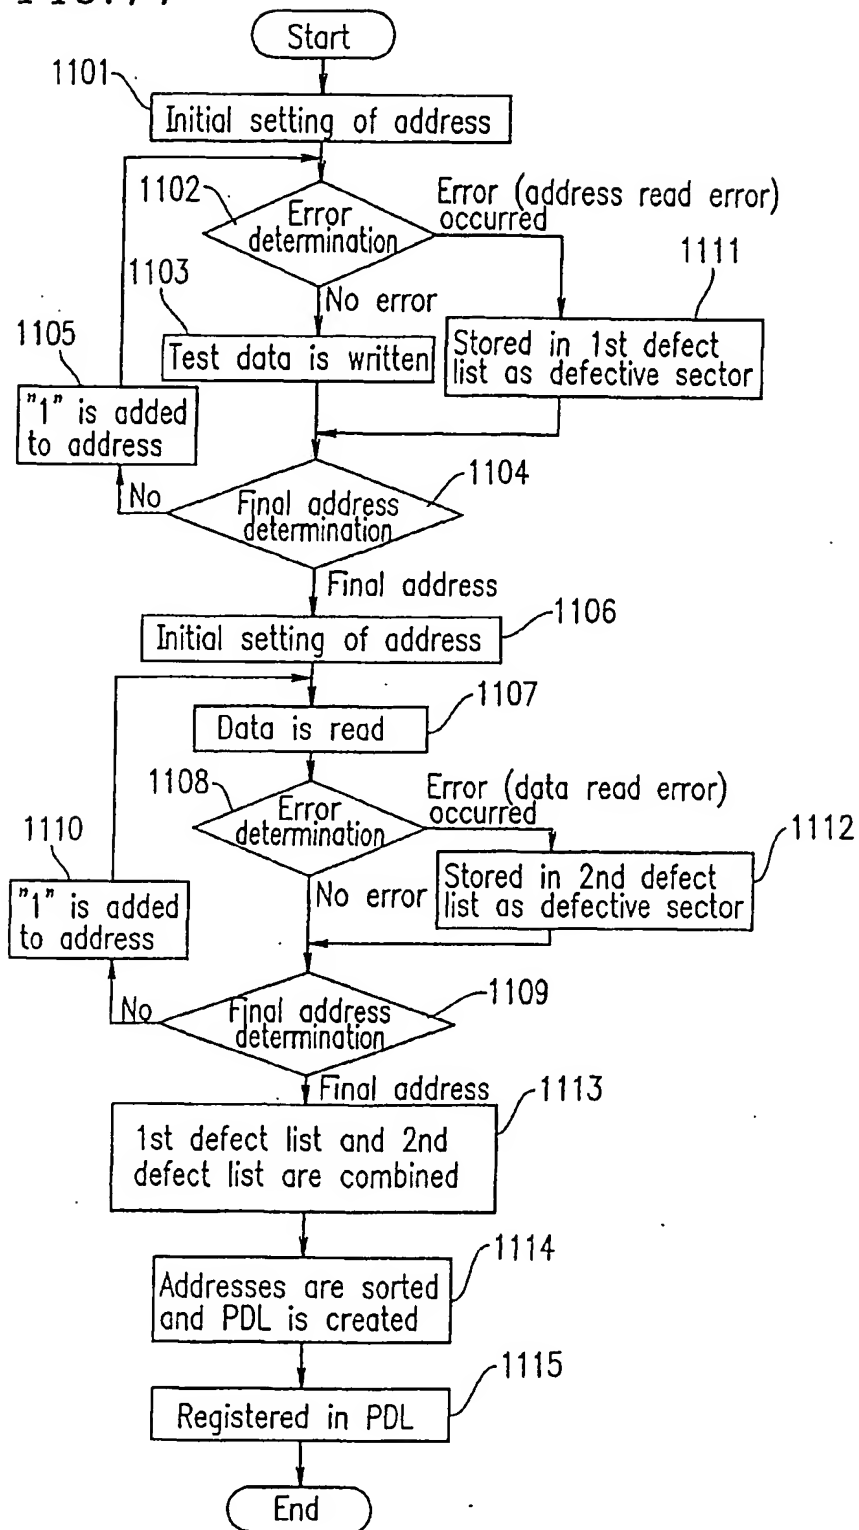 Start
1101
Initial setting of address
1102
Error
determination
Error (address read error)
occurred
1103
No error
1111
Test data is written
Stored in 1st defect
list as defective sector
1105
"1" is added
to address
No
1104
Final address
determination
Final address
1106
Initial setting of address
1107
Data is read
1108
Error
determination
Error (data read error)
occurred
1110
1112
"1" is added
to address
No error
Stored in 2nd defect
list as defective sector
No
1109
Final address
determination
Final address
1113
1st defect list and 2nd
defect list are combined
1114
Addresses are sorted
and PDL is created
1115
Registered in PDL
End